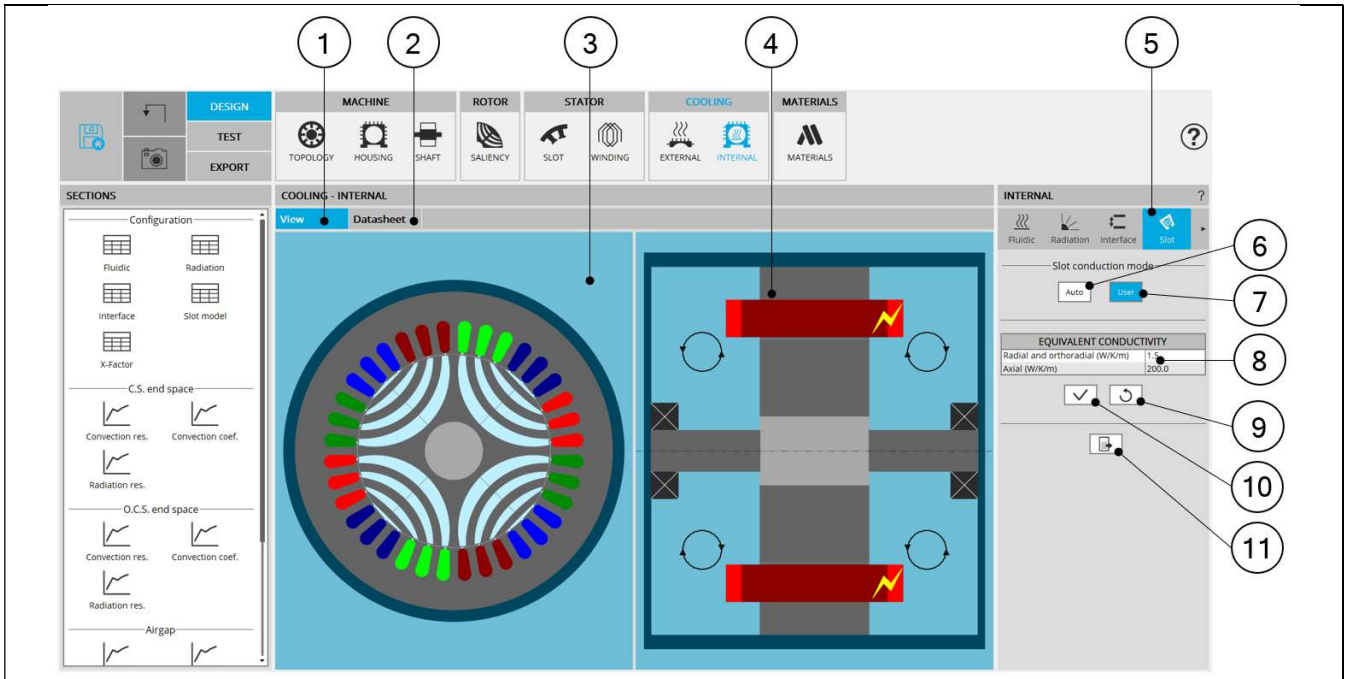 1 2 3 4 5
DESIGN
TEST
EXPORT
MACHINE ROTOR STATOR COOLING MATERIALS
TOPOLOGY HOUSING SHAFT SALIENCY SLOT WINDING EXTERNAL INTERNAL MATERIALS
?
SECTIONS
Configuration
Fluidic Radiation
Interface Slot model
X-Factor
C.S. end space
Convection res. Convection coef.
Radiation res.
O.C.S. end space
Convection res. Convection coef.
Radiation res.
Airgap
COOLING - INTERNAL
View Datasheet
INTERNAL ?
Fluidic Radiation Interface Slot
Slot conduction mode
Auto User
EQUIVALENT CONDUCTIVITY
Radial and orthoradial (W/K/m) 1.5
Axial (W/K/m) 200.0
6
7
8
9
10
11